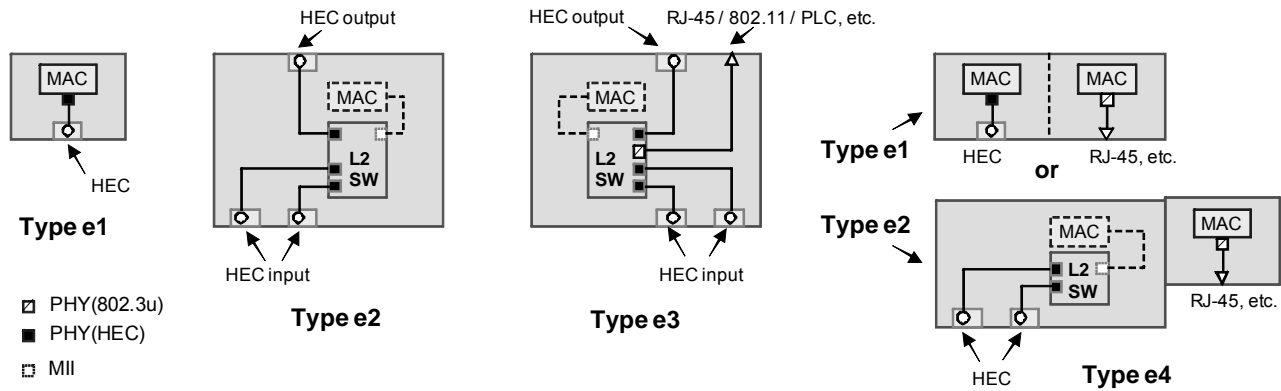 MAC
HEC
Type e1
PHY(802.3u)
PHY(HEC)
MII
HEC output
MAC
L2
SW
HEC input
Type e2
HEC output
RJ-45 / 802.11 / PLC, etc.
MAC
L2
SW
HEC input
Type e3
MAC
MAC
Type e1
HEC
RJ-45, etc.
or
Type e2
MAC
MAC
L2
SW
RJ-45, etc.
HEC
Type e4